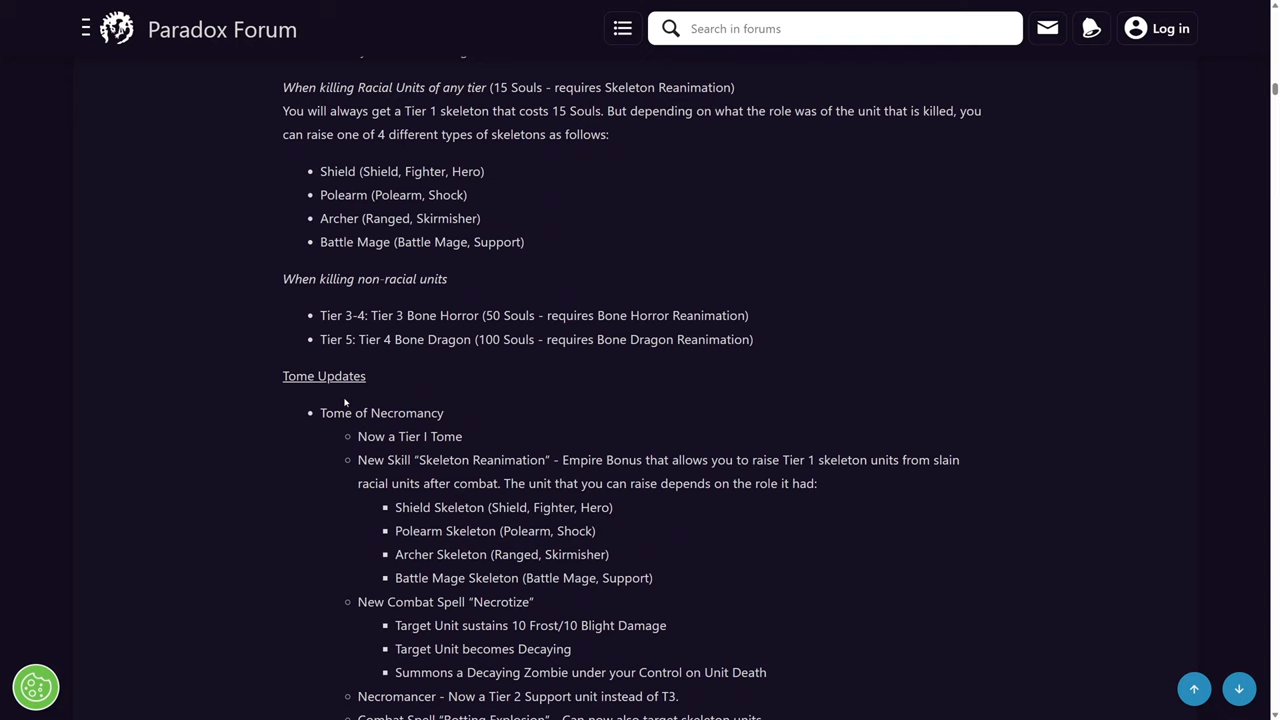 Paradox Forum
Search in forums
Log in
When killing Racial Units of any tier (15 Souls - requires Skeleton Reanimation)
You will always get a Tier 1 skeleton that costs 15 Souls. But depending on what the role was of the unit that is killed, you
can raise one of 4 different types of skeletons as follows:
Shield (Shield, Fighter, Hero)
Polearm (Polearm, Shock)
Archer (Ranged, Skirmisher)
Battle Mage (Battle Mage, Support)
When killing non-racial units
Tier 3-4: Tier 3 Bone Horror (50 Souls - requires Bone Horror Reanimation)
Tier 5: Tier 4 Bone Dragon (100 Souls - requires Bone Dragon Reanimation)
Tome Updates
Tome of Necromancy
Now a Tier I Tome
New Skill “Skeleton Reanimation” - Empire Bonus that allows you to raise Tier 1 skeleton units from slain
racial units after combat. The unit that you can raise depends on the role it had:
Shield Skeleton (Shield, Fighter, Hero)
Polearm Skeleton (Polearm, Shock)
Archer Skeleton (Ranged, Skirmisher)
Battle Mage Skeleton (Battle Mage, Support)
New Combat Spell “Necrotize”
Target Unit sustains 10 Frost/10 Blight Damage
Target Unit becomes Decaying
Summons a Decaying Zombie under your Control on Unit Death
Necromancer - Now a Tier 2 Support unit instead of T3.
Combat Spell “Rotting Explosion” - Can now also target skeleton units